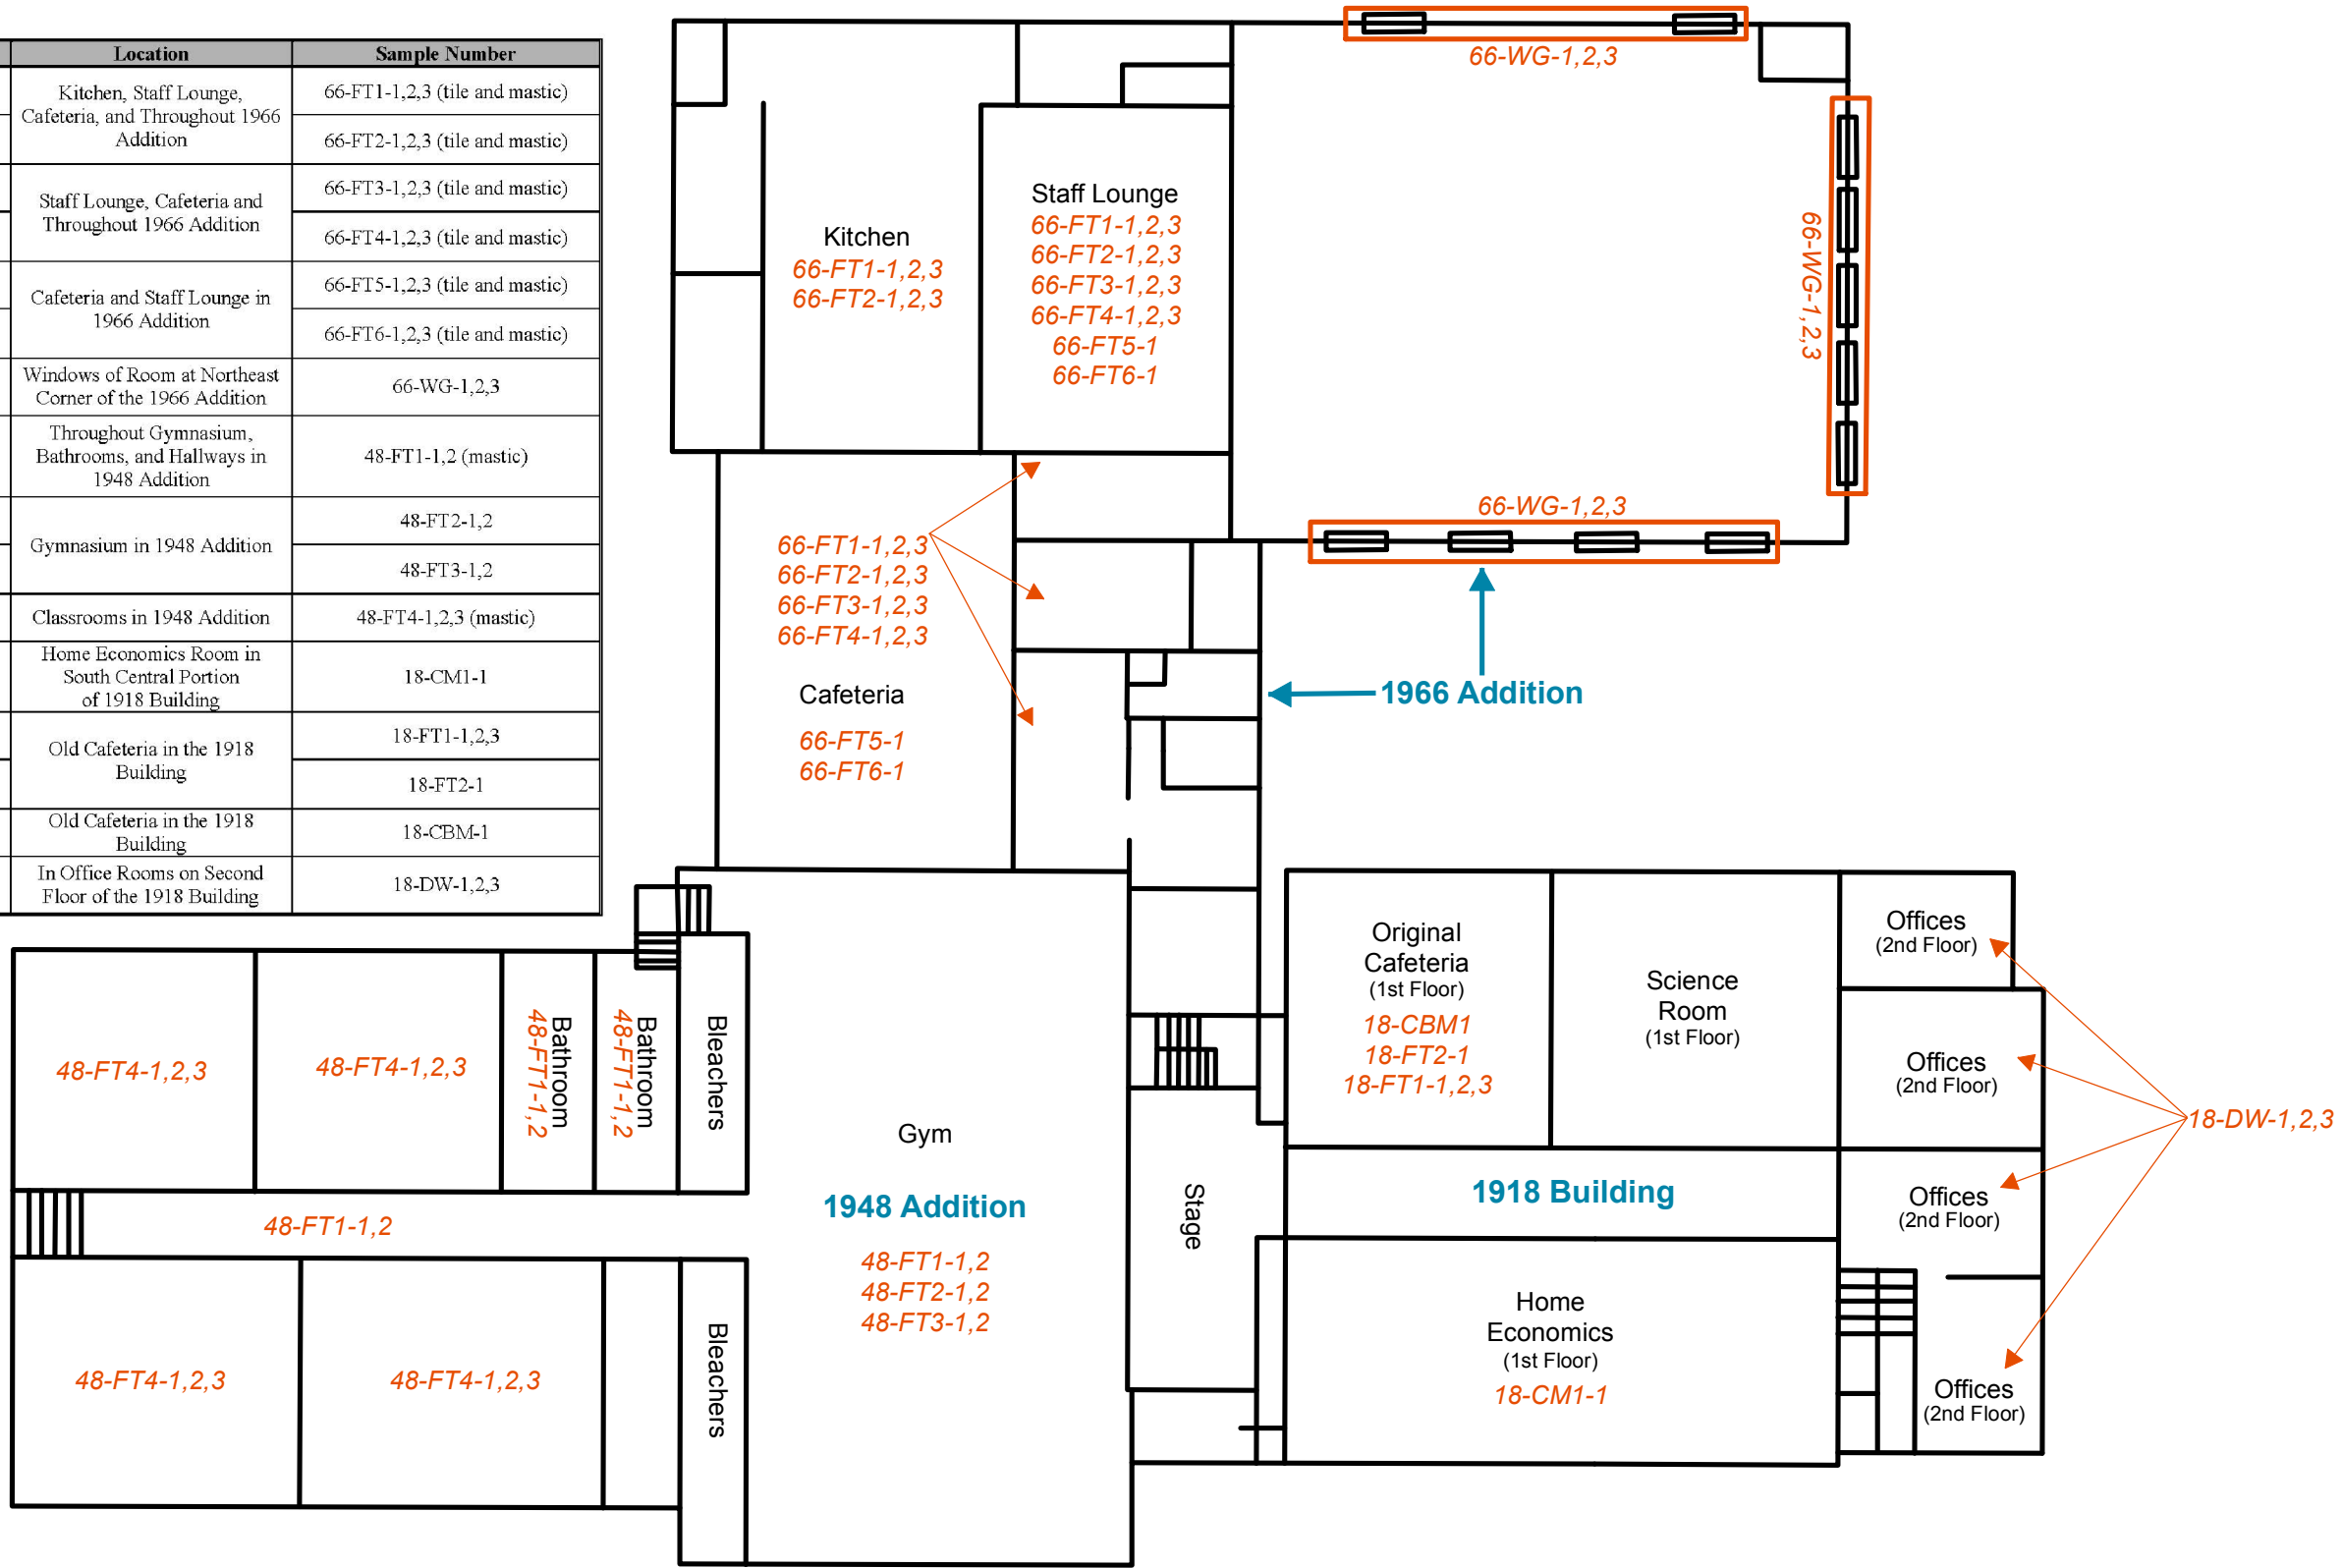 Location Sample Number
Kitchen, Staff Lounge,
Cafeteria, and Throughout 1966
Addition
66-FT1-1,2,3 (tile and mastic)
66-FT2-1,2,3 (tile and mastic)
Staff Lounge, Cafeteria and
Throughout 1966 Addition
66-FT3-1,2,3 (tile and mastic)
66-FT4-1,2,3 (tile and mastic)
Cafeteria and Staff Lounge in
1966 Addition
66-FT5-1,2,3 (tile and mastic)
66-FT6-1,2,3 (tile and mastic)
Windows of Room at Northeast
Corner of the 1966 Addition
66-WG-1,2,3
Throughout Gymnasium,
Bathrooms, and Hallways in
1948 Addition
48-FT1-1,2 (mastic)
Gymnasium in 1948 Addition
48-FT2-1,2
48-FT3-1,2
Classrooms in 1948 Addition
48-FT4-1,2,3 (mastic)
Home Economics Room in
South Central Portion
of 1918 Building
18-CM1-1
Old Cafeteria in the 1918
Building
18-FT1-1,2,3
18-FT2-1
Old Cafeteria in the 1918
Building
18-CBM-1
In Office Rooms on Second
Floor of the 1918 Building
18-DW-1,2,3
66-WG-1,2,3
66-WG-1,2,3
66-WG-1,2,3
Kitchen
66-FT1-1,2,3
66-FT2-1,2,3
Staff Lounge
66-FT1-1,2,3
66-FT2-1,2,3
66-FT3-1,2,3
66-FT4-1,2,3
66-FT5-1
66-FT6-1
66-FT1-1,2,3
66-FT2-1,2,3
66-FT3-1,2,3
66-FT4-1,2,3
Cafeteria
66-FT5-1
66-FT6-1
1966 Addition
48-FT4-1,2,3
48-FT4-1,2,3
Bathroom
48-FT1-1,2
Bathroom
48-FT1-1,2
Bleachers
48-FT1-1,2
48-FT4-1,2,3
48-FT4-1,2,3
Bleachers
Gym
1948 Addition
48-FT1-1,2
48-FT2-1,2
48-FT3-1,2
Stage
Original
Cafeteria
(1st Floor)
18-CBM1
18-FT2-1
18-FT1-1,2,3
Science
Room
(1st Floor)
1918 Building
Home
Economics
(1st Floor)
18-CM1-1
Offices
(2nd Floor)
Offices
(2nd Floor)
Offices
(2nd Floor)
Offices
(2nd Floor)
18-DW-1,2,3